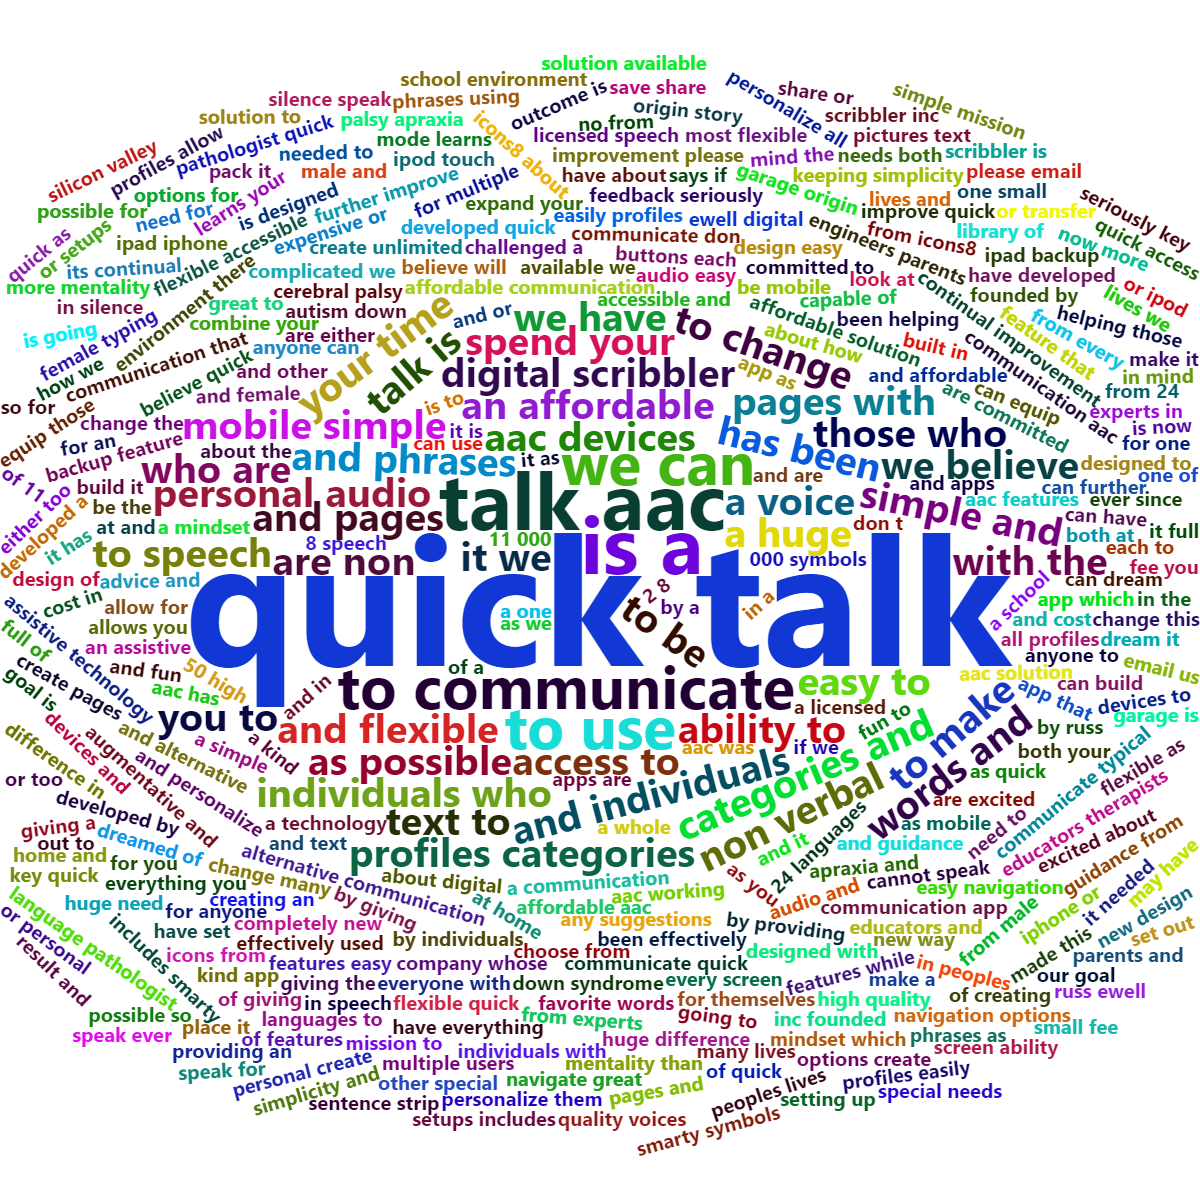 solution available
school environment
save share
personalize all
share or
simple mission
silence speak
phrases using
outcome is
origin story
scribbler inc
solution to
palsy apraxia
icons8 about
no from
licensed speech
most flexible
pictures text
silicon valley
profiles allow
pathologist quick
needed to
mode learns
ipod touch
improvement please
mind the
needs both
scribbler is
pack it
male and
have about
says if
garage origin
keeping simplicity
please email
options for
learns your
further improve
for multiple
expand your
feedback seriously
lives and
one small
seriously key
possible for
need for
is designed
expensive or
developed quick
easily profiles
ewell digital
engineers parents
improve quick
or transfer
quick access
quick as
or setups
ipad iphone
flexible accessible
create unlimited
challenged a
communicate don
design easy
from icons8
library of
now more
its continual
environment there
complicated we
believe will
available we
buttons each
audio easy
committed to
look at
ipad backup
have developed
more mentality
cerebral palsy
affordable communication
be mobile
capable of
continual improvement
founded by
or ipod
lives we
in silence
great to
autism down
your time
and or
accessible and
affordable solution
been helping
feature that
from every
helping those
is going
female typing
combine your
are either
talk is
we have
to change
about how
built in
communication aac
make it
how we
communication that
believe quick
anyone can
spend your
app as
and affordable
in mind
and other
digital scribbler
are committed
can equip
from 24
so for
equip those
and female
is to
an affordable
pages with
experts in
change the
mobile simple
it is
aac devices
has been
those who
is now
for an
backup feature
about the
can use
for one
of 11
who are
and phrases
it as
we can
and are
we believe
designed to
either too
build it
personal audio
talk aac
a voice
simple and
and apps
can further
one of
developed a
be the
and pages
a huge
don t
aac features
ever since
it has
at and
a mindset
8 speech
11 000
is a
can have
both at
it full
to speech
are non
it we
000 symbols
with the
each to
fee you
design of
advice and
quick talk
2 8
can dream
cost in
allow for
a one
to be
by a
in a
a school
app which
in the
assistive technology
allows you
as we
and cost
change this
full of
an assistive
all profiles
dream it
create pages
and fun
50 high
of a
anyone to
email us
goal is
aac has
and in
to communicate
easy to
aac solution
app that
can build
devices to
difference in
devices and
and alternative
you to
a licensed
to make
garage is
augmentative and
a simple
a kind
and flexible
to use
ability to
fun to
words and
by russ
and personalize
as possible
access to
aac was
if we
categories and
both your
or too
individuals who
apps are
and individuals
non verbal
as quick
communicate typical
flexible as
developed by
a technology
text to
a whole
24 languages
are excited
educators therapists
giving a
dreamed of
and text
profiles categories
and it
as mobile
need to
excited about
out to
home and
for you
change many
alternative communication
about digital
a communication
aac working
as you
apraxia and
and guidance
cannot speak
guidance from
key quick
everything you
by giving
at home
affordable aac
audio and
easy navigation
iphone or
it needed
may have
language pathologist
huge need
for anyone
creating an
any suggestions
communication app
from male
or personal
includes smarty
have set
completely new
by individuals
been effectively
by providing
educators and
made this
new design
set out
result and
icons from
effectively used
choose from
designed with
new way
parents and
kind app
features easy
company whose
communicate quick
every screen
features while
in peoples
our goal
giving the
everyone with
down syndrome
make a
of giving
in speech
flexible quick
favorite words
for themselves
high quality
of creating
russ ewell
possible so
languages to
have everything
from experts
going to
inc founded
navigation options
speak ever
place it
of features
mission to
huge difference
mindset which
phrases as
small fee
providing an
personal create
individuals with
many lives
screen ability
speak for
multiple users
mentality than
of quick
options create
simplicity and
other special
navigate great
pages and
peoples lives
profiles easily
sentence strip
personalize them
setting up
special needs
setups includes
quality voices
smarty symbols